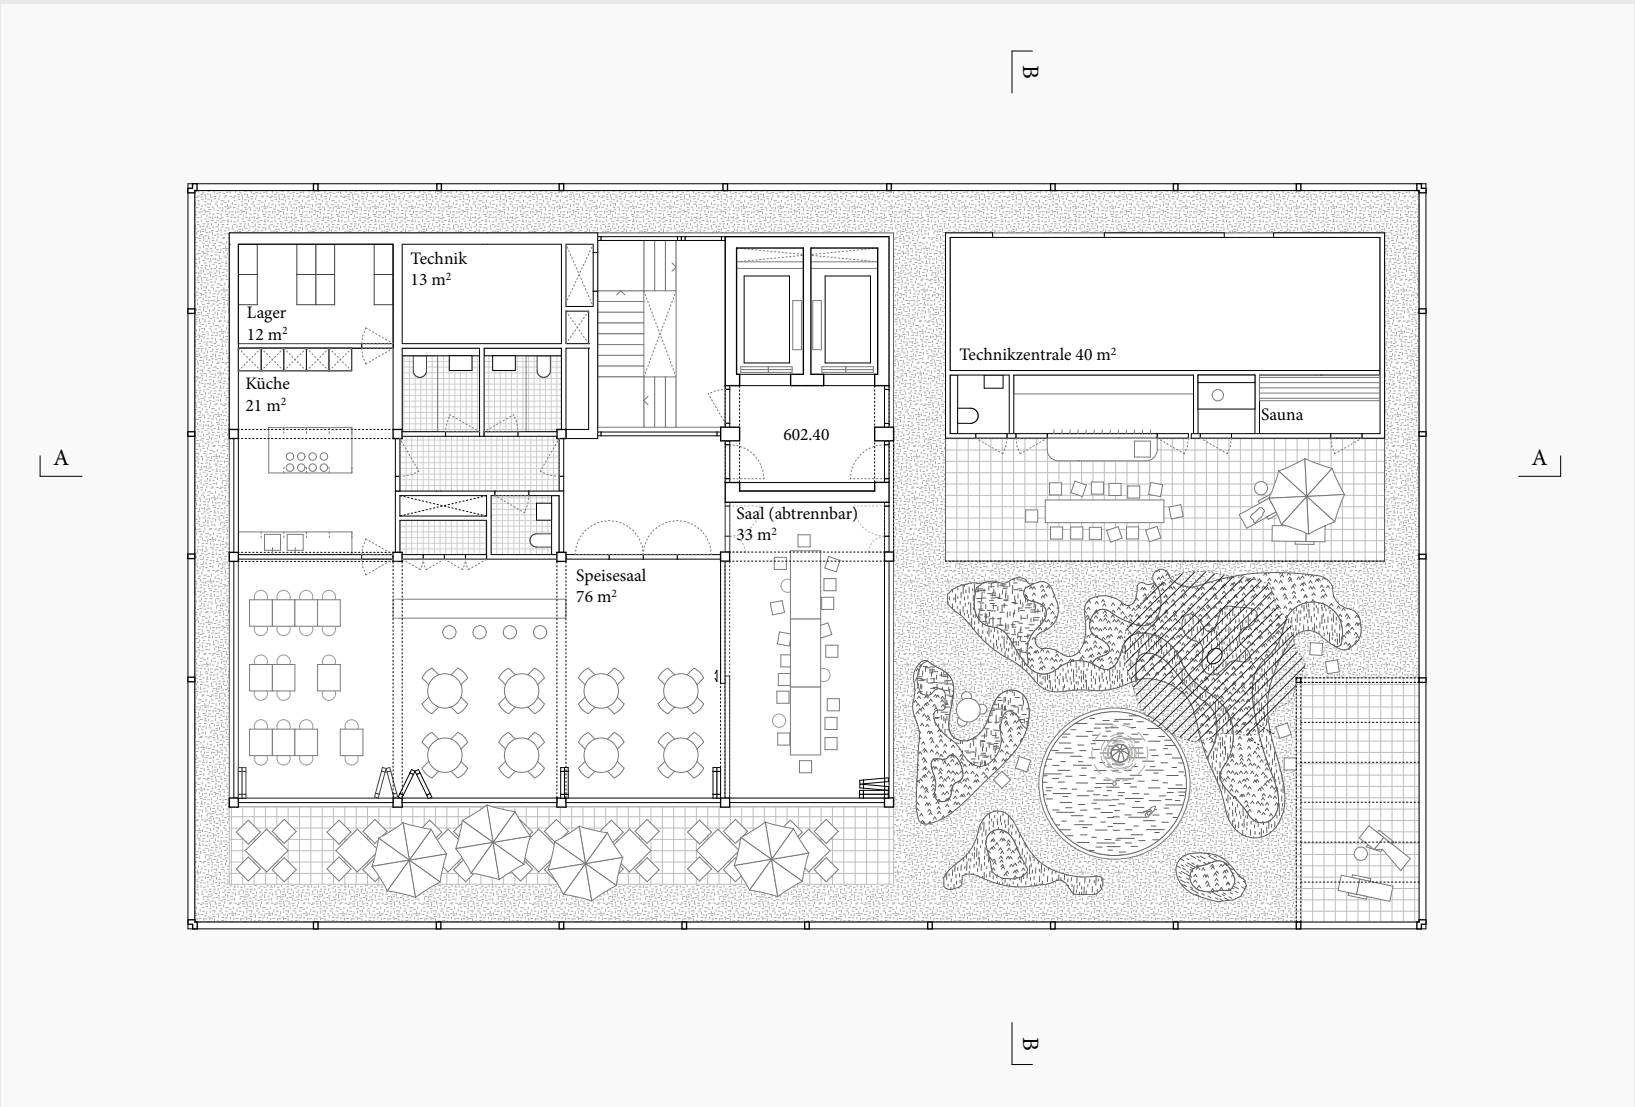 B
Technik
13 m²
Lager
12 m²
Technikzentrale 40 m²
Küche
21 m²
Sauna
602.40
A
A
Saal (abtrennbar)
33 m²
Speisesaal
76 m²
B